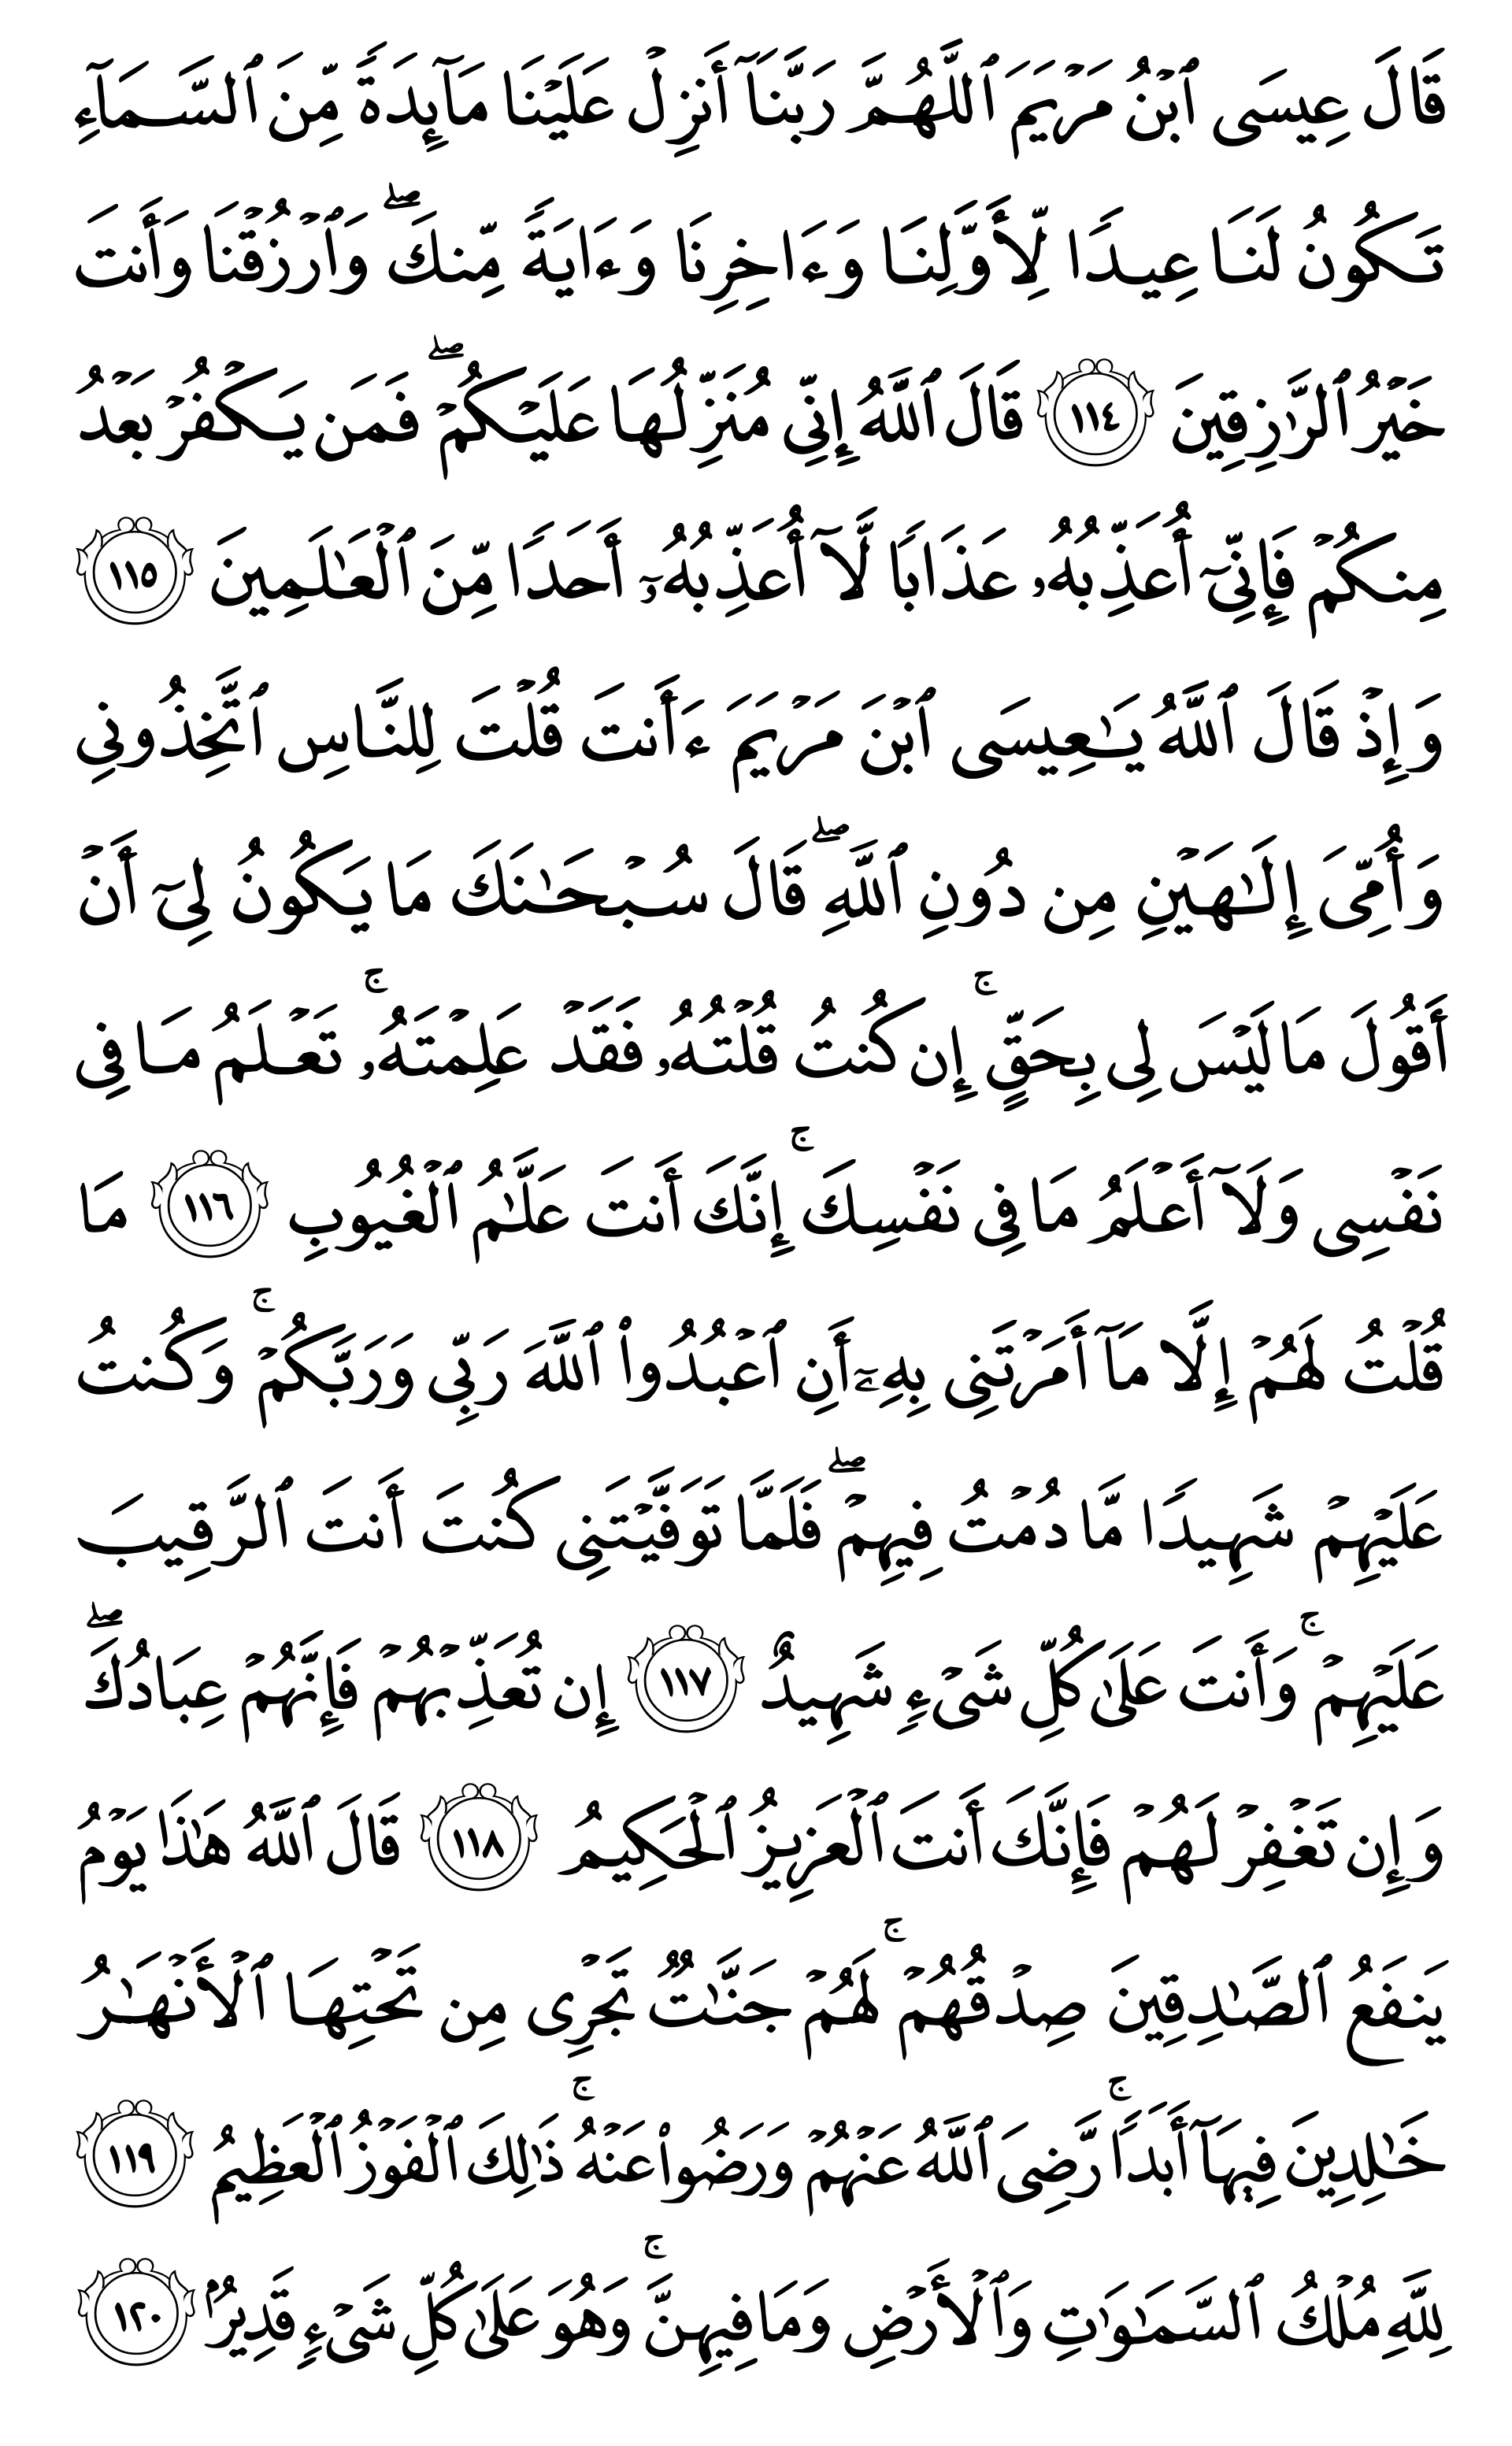 قَالَ عِيسَى ٱبۡنُ مَرۡيَمَ ٱللَّهُمَّ رَبَّنَآ أَنزِلۡ عَلَيۡنَا مَآئِدَةٗ مِّنَ ٱلسَّمَآءِ
تَكُونُ لَنَا عِيدٗا لِّأَوَّلِنَا وَءَاخِرِنَا وَءَايَةٗ مِّنكَۖ وَٱرۡزُقۡنَا وَأَنتَ
خَيۡرُ ٱلرَّٰزِقِينَ ١١٤ قَالَ ٱللَّهُ إِنِّي مُنَزِّلُهَا عَلَيۡكُمۡۖ فَمَن يَكۡفُرۡ بَعۡدُ
مِنكُمۡ فَإِنِّيٓ أُعَذِّبُهُۥ عَذَابٗا لَّآ أُعَذِّبُهُۥٓ أَحَدٗا مِّنَ ٱلۡعَٰلَمِينَ ١١٥
وَإِذۡ قَالَ ٱللَّهُ يَٰعِيسَى ٱبۡنَ مَرۡيَمَ ءَأَنتَ قُلۡتَ لِلنَّاسِ ٱتَّخِذُونِي
وَأُمِّيَ إِلَٰهَيۡنِ مِن دُونِ ٱللَّهِۖ قَالَ سُبۡحَٰنَكَ مَا يَكُونُ لِيٓ أَنۡ
أَقُولَ مَا لَيۡسَ لِي بِحَقٍّۚ إِن كُنتُ قُلۡتُهُۥ فَقَدۡ عَلِمۡتَهُۥۚ تَعۡلَمُ مَا فِي
نَفۡسِي وَلَآ أَعۡلَمُ مَا فِي نَفۡسِكَۚ إِنَّكَ أَنتَ عَلَّٰمُ ٱلۡغُيُوبِ ١١٦ مَا
قُلۡتُ لَهُمۡ إِلَّا مَآ أَمَرۡتَنِي بِهِۦٓ أَنِ ٱعۡبُدُواْ ٱللَّهَ رَبِّي وَرَبَّكُمۡۚ وَكُنتُ
عَلَيۡهِمۡ شَهِيدٗا مَّا دُمۡتُ فِيهِمۡۖ فَلَمَّا تَوَفَّيۡتَنِي كُنتَ أَنتَ ٱلرَّقِيبَ
عَلَيۡهِمۡۚ وَأَنتَ عَلَىٰ كُلِّ شَيۡءٖ شَهِيدٌ ١١٧ إِن تُعَذِّبۡهُمۡ فَإِنَّهُمۡ عِبَادُكَۖ
وَإِن تَغۡفِرۡ لَهُمۡ فَإِنَّكَ أَنتَ ٱلۡعَزِيزُ ٱلۡحَكِيمُ ١١٨ قَالَ ٱللَّهُ هَٰذَا يَوۡمُ
يَنفَعُ ٱلصَّٰدِقِينَ صِدۡقُهُمۡۚ لَهُمۡ جَنَّٰتٞ تَجۡرِي مِن تَحۡتِهَا ٱلۡأَنۡهَٰرُ
خَٰلِدِينَ فِيهَآ أَبَدٗاۚ رَّضِيَ ٱللَّهُ عَنۡهُمۡ وَرَضُواْ عَنۡهُۚ ذَٰلِكَ ٱلۡفَوۡزُ ٱلۡعَظِيمُ ١١٩
لِلَّهِ مُلۡكُ ٱلسَّمَٰوَٰتِ وَٱلۡأَرۡضِ وَمَا فِيهِنَّۚ وَهُوَ عَلَىٰ كُلِّ شَيۡءٖ قَدِيرُۢ ١٢٠